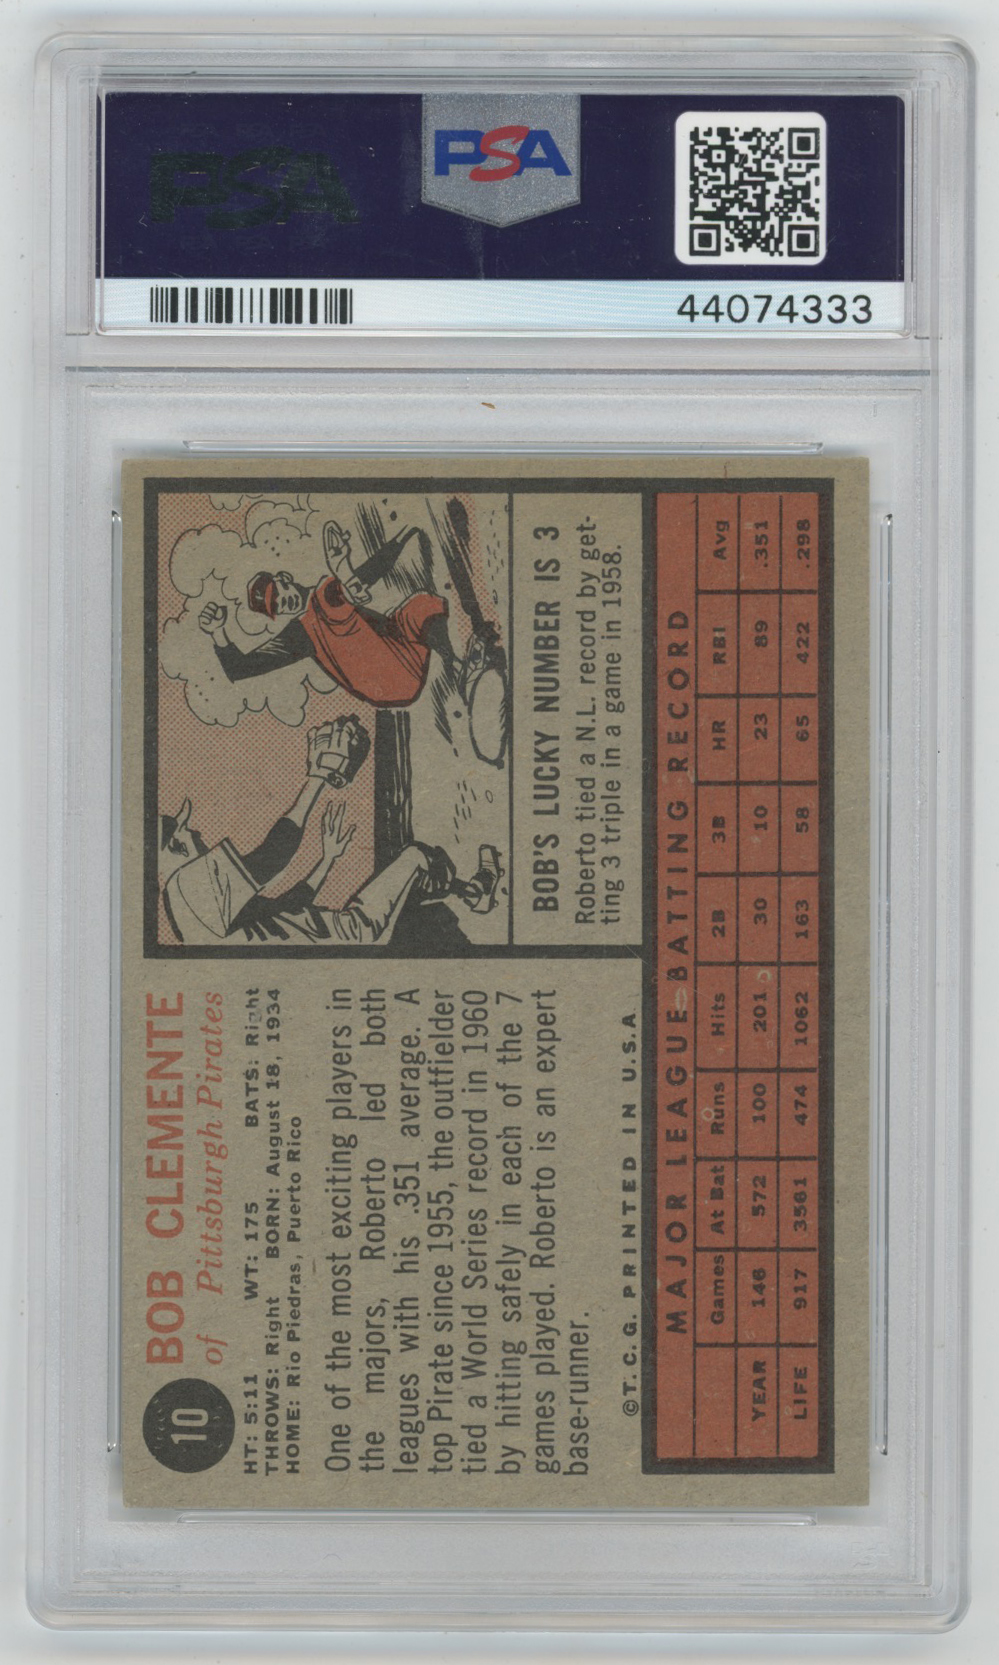 PSA
PSA
44074333
10
BOB CLEMENTE
of Pittsburgh Pirates
HT: 5:11 WT: 175 BATS: Right
THROWS: Right BORN: August 18, 1934
HOME: Rio Piedras, Puerto Rico
One of the most exciting players in
the majors, Roberto led both
leagues with his .351 average. A
top Pirate since 1955, the outfielder
tied a World Series record in 1960
by hitting safely in each of the 7
games played. Roberto is an expert
base-runner.
©T.C.G. PRINTED IN U.S.A.
BOB'S LUCKY NUMBER IS 3
Roberto tied a N.L. record by get-
ting 3 triple in a game in 1958.
MAJOR LEAGUE BATTING RECORD
Games At Bat Runs Hits 2B 3B HR RBI Avg
YEAR 146 572 100 201 30 10 23 89 .351
LIFE 917 3561 474 1062 163 58 65 422 .298